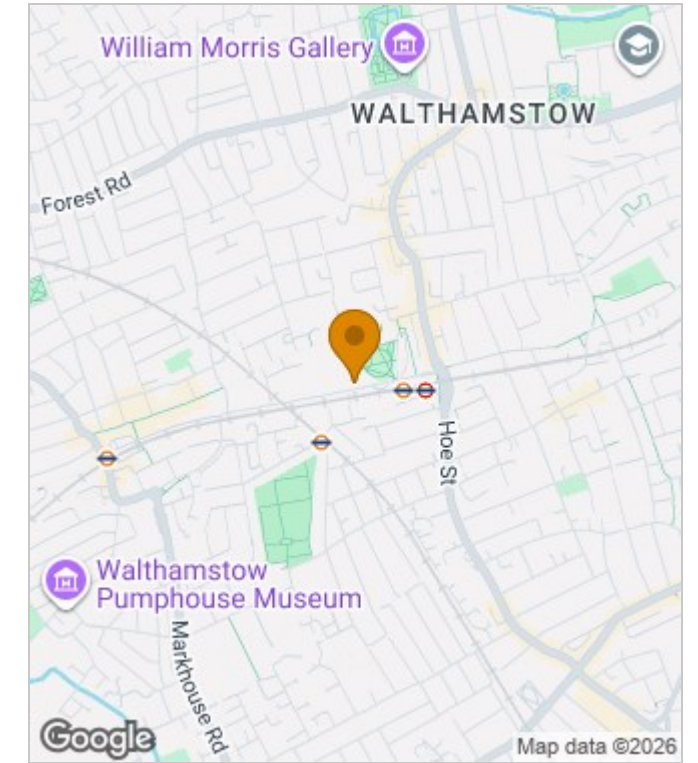 William Morris Gallery
WALTHAMSTOW
Forest Rd
Hoe St
Walthamstow
Pumphouse Museum
Markhouse Rd
Google
Map data ©2026